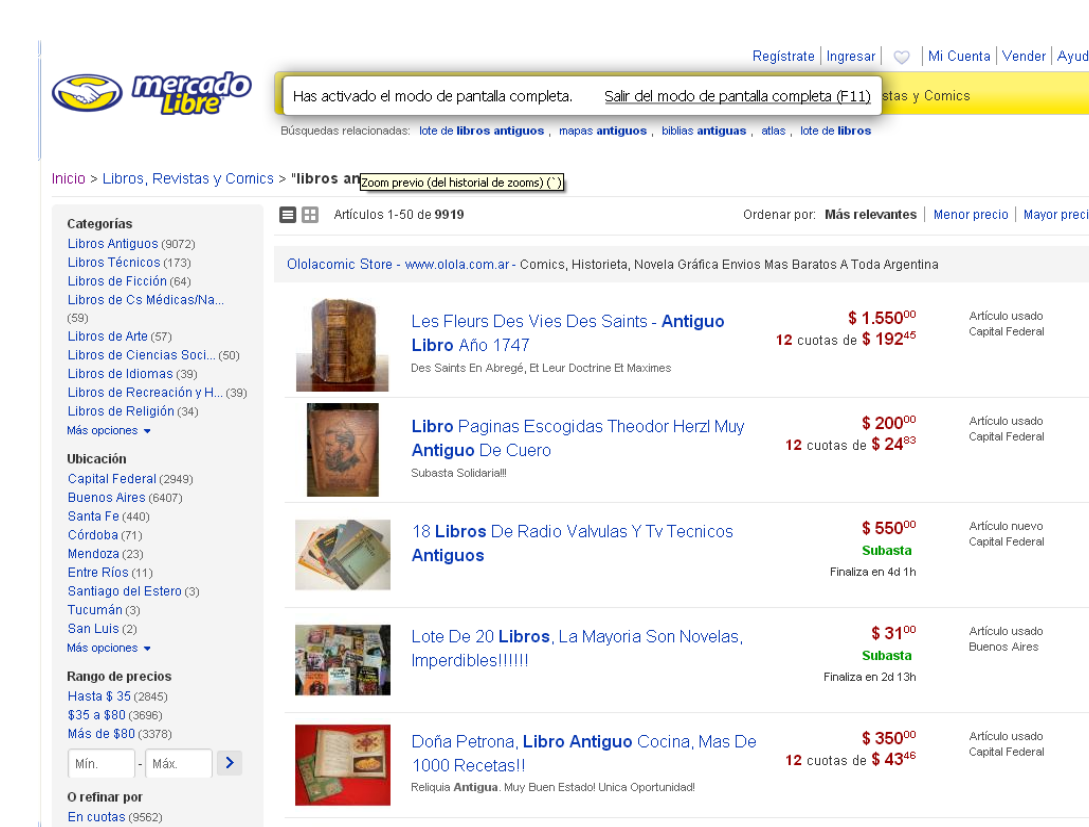 Regístrate | Ingresar | Mi Cuenta | Vender | Ayud
mercado
libre
Has activado el modo de pantalla completa. Salir del modo de pantalla completa (F11)
stas y Comics
Búsquedas relacionadas: lote de libros antiguos , mapas antiguos , biblias antiguas , atlas , lote de libros
Inicio > Libros, Revistas y Comics > "libros an
Zoom previo (del historial de zooms) (`)
Categorías
Libros Antiguos (9072)
Libros Técnicos (173)
Libros de Ficción (64)
Libros de Cs Médicas/Na...
(59)
Libros de Arte (57)
Libros de Ciencias Soci... (50)
Libros de Idiomas (39)
Libros de Recreación y H... (39)
Libros de Religión (34)
Más opciones
Ubicación
Capital Federal (2949)
Buenos Aires (6407)
Santa Fe (440)
Córdoba (71)
Mendoza (23)
Entre Ríos (11)
Santiago del Estero (3)
Tucumán (3)
San Luis (2)
Más opciones
Rango de precios
Hasta $ 35 (2845)
$35 a $80 (3696)
Más de $80 (3378)
Mín. - Máx.
O refinar por
En cuotas (9562)
Artículos 1-50 de 9919
Ordenar por: Más relevantes | Menor precio | Mayor preci
Ololacomic Store - www.olola.com.ar - Comics, Historieta, Novela Gráfica Envios Mas Baratos A Toda Argentina
Les Fleurs Des Vies Des Saints - Antiguo
Libro Año 1747
Des Saints En Abregé, Et Leur Doctrine Et Maximes
$ 1.550⁰⁰
12 cuotas de $ 192⁴⁵
Artículo usado
Capital Federal
Libro Paginas Escogidas Theodor Herzl Muy
Antiguo De Cuero
Subasta Solidaria!!!
$ 200⁰⁰
12 cuotas de $ 24⁸³
Artículo usado
Capital Federal
18 Libros De Radio Valvulas Y Tv Tecnicos
Antiguos
$ 550⁰⁰
Subasta
Finaliza en 4d 1h
Artículo nuevo
Capital Federal
Lote De 20 Libros, La Mayoria Son Novelas,
Imperdibles!!!!!!
$ 31⁰⁰
Subasta
Finaliza en 2d 13h
Artículo usado
Buenos Aires
Doña Petrona, Libro Antiguo Cocina, Mas De
1000 Recetas!!
Reliquia Antigua. Muy Buen Estado! Unica Oportunidad!
$ 350⁰⁰
12 cuotas de $ 43⁴⁶
Artículo usado
Capital Federal